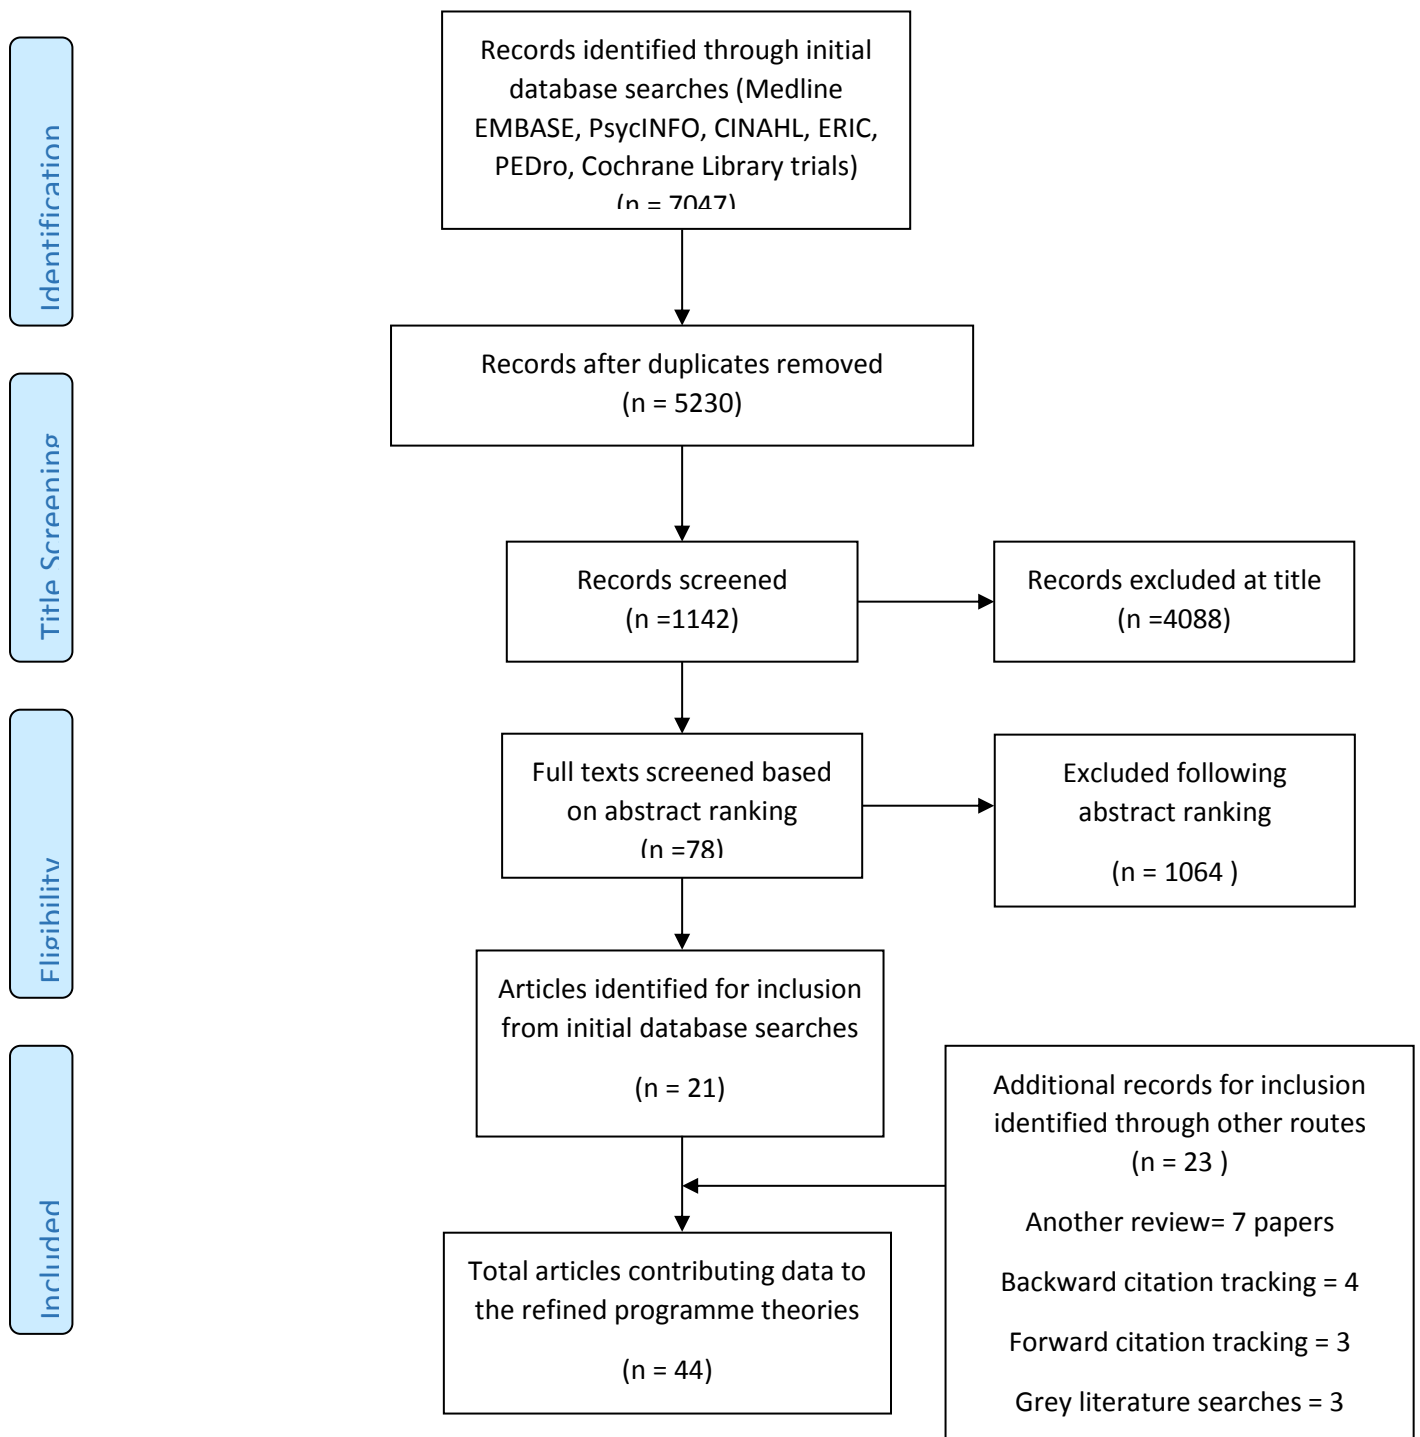 Identification
Records identified through initial
database searches (Medline
EMBASE, PsycINFO, CINAHL, ERIC,
PEDro, Cochrane Library trials)
(n = 7047)
Records after duplicates removed
(n = 5230)
Title Screening
Records screened
(n =1142)
Records excluded at title
(n =4088)
Eligibility
Full texts screened based
on abstract ranking
(n =78)
Excluded following
abstract ranking
(n = 1064 )
Articles identified for inclusion
from initial database searches
(n = 21)
Included
Additional records for inclusion
identified through other routes
(n = 23 )
Another review= 7 papers
Backward citation tracking = 4
Forward citation tracking = 3
Grey literature searches = 3
Total articles contributing data to
the refined programme theories
(n = 44)